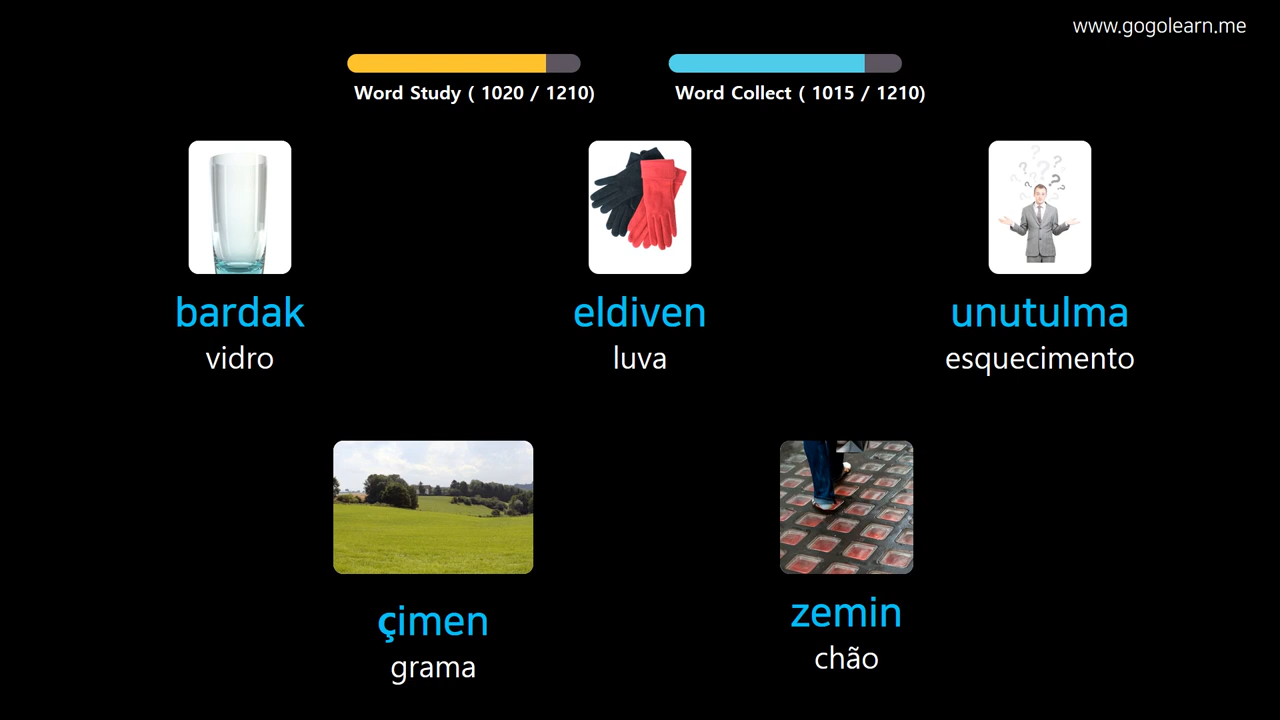 www.gogolearn.me
Word Study ( 1020 / 1210)
Word Collect ( 1015 / 1210)
bardak
vidro
eldiven
luva
unutulma
esquecimento
çimen
grama
zemin
chão